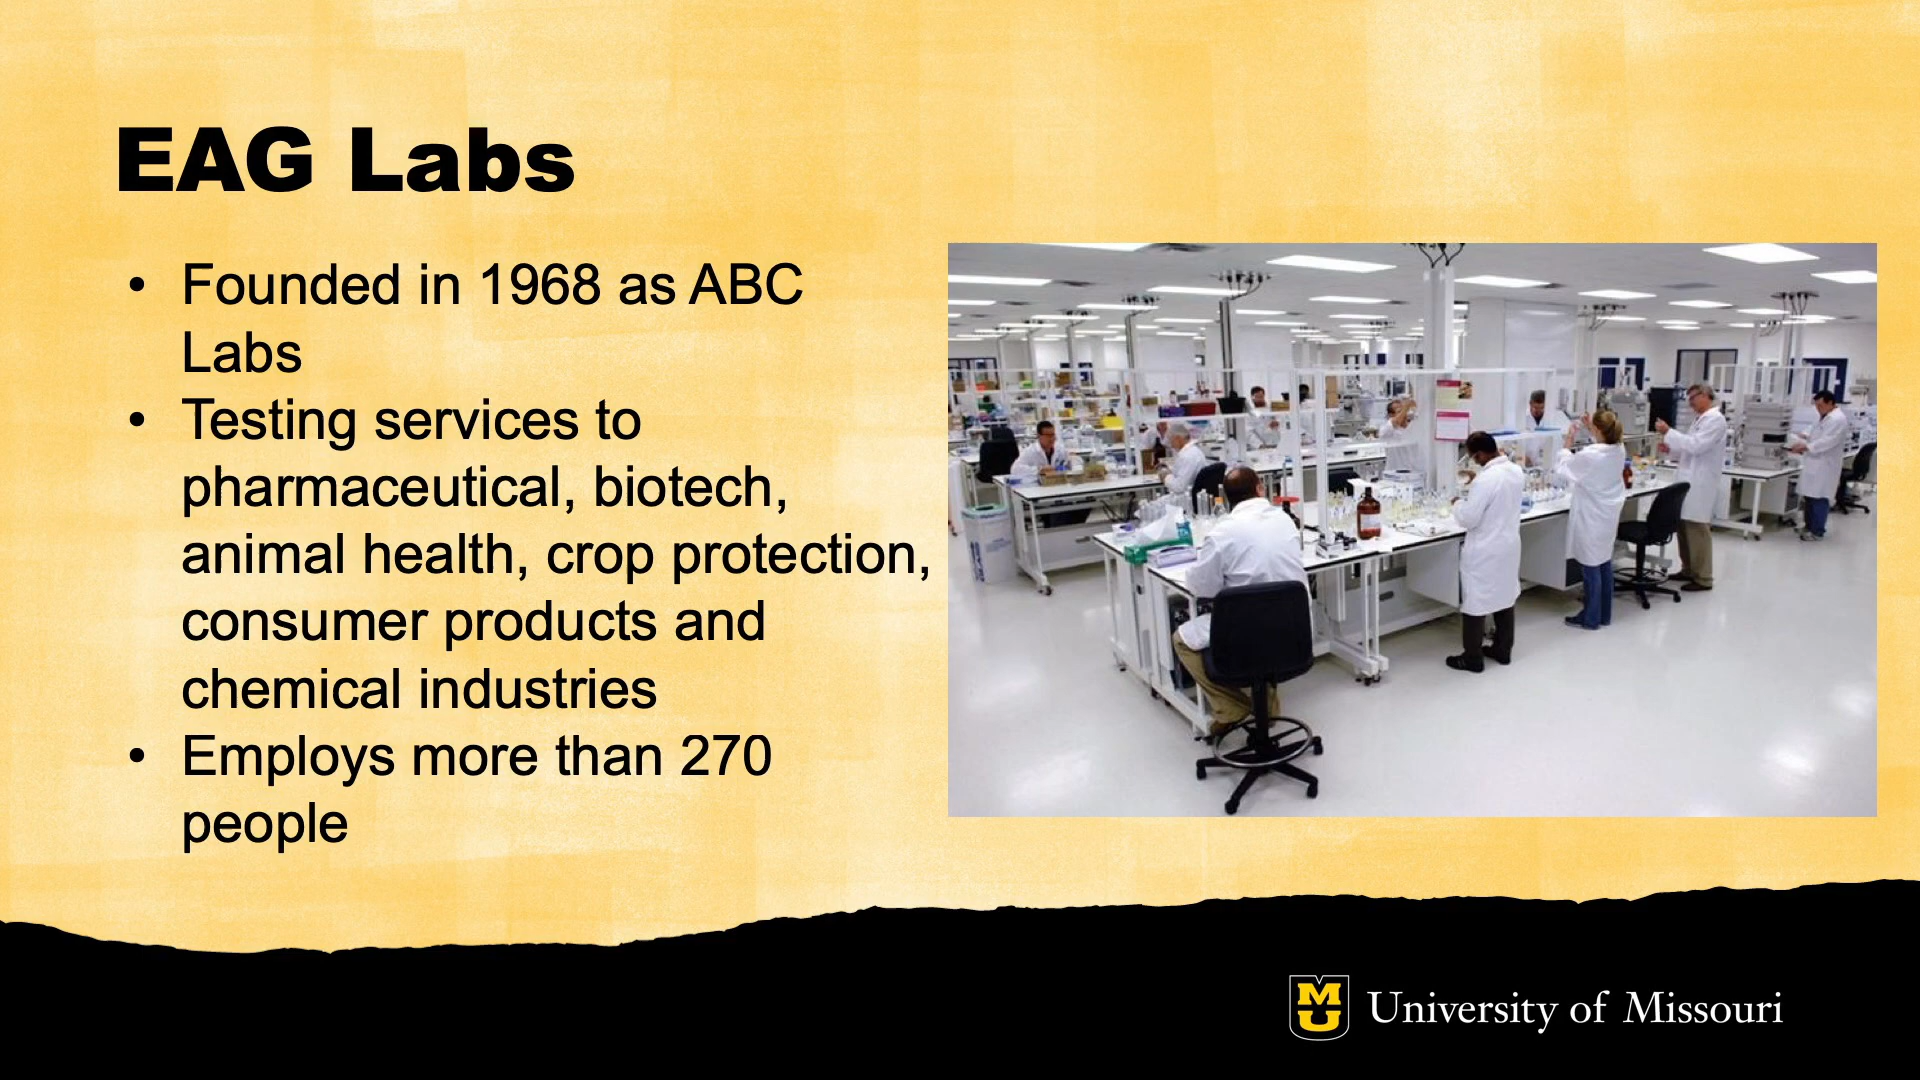 EAG Labs
• Founded in 1968 as ABC
Labs
• Testing services to
pharmaceutical, biotech,
animal health, crop protection,
consumer products and
chemical industries
• Employs more than 270
people
MU
University of Missouri